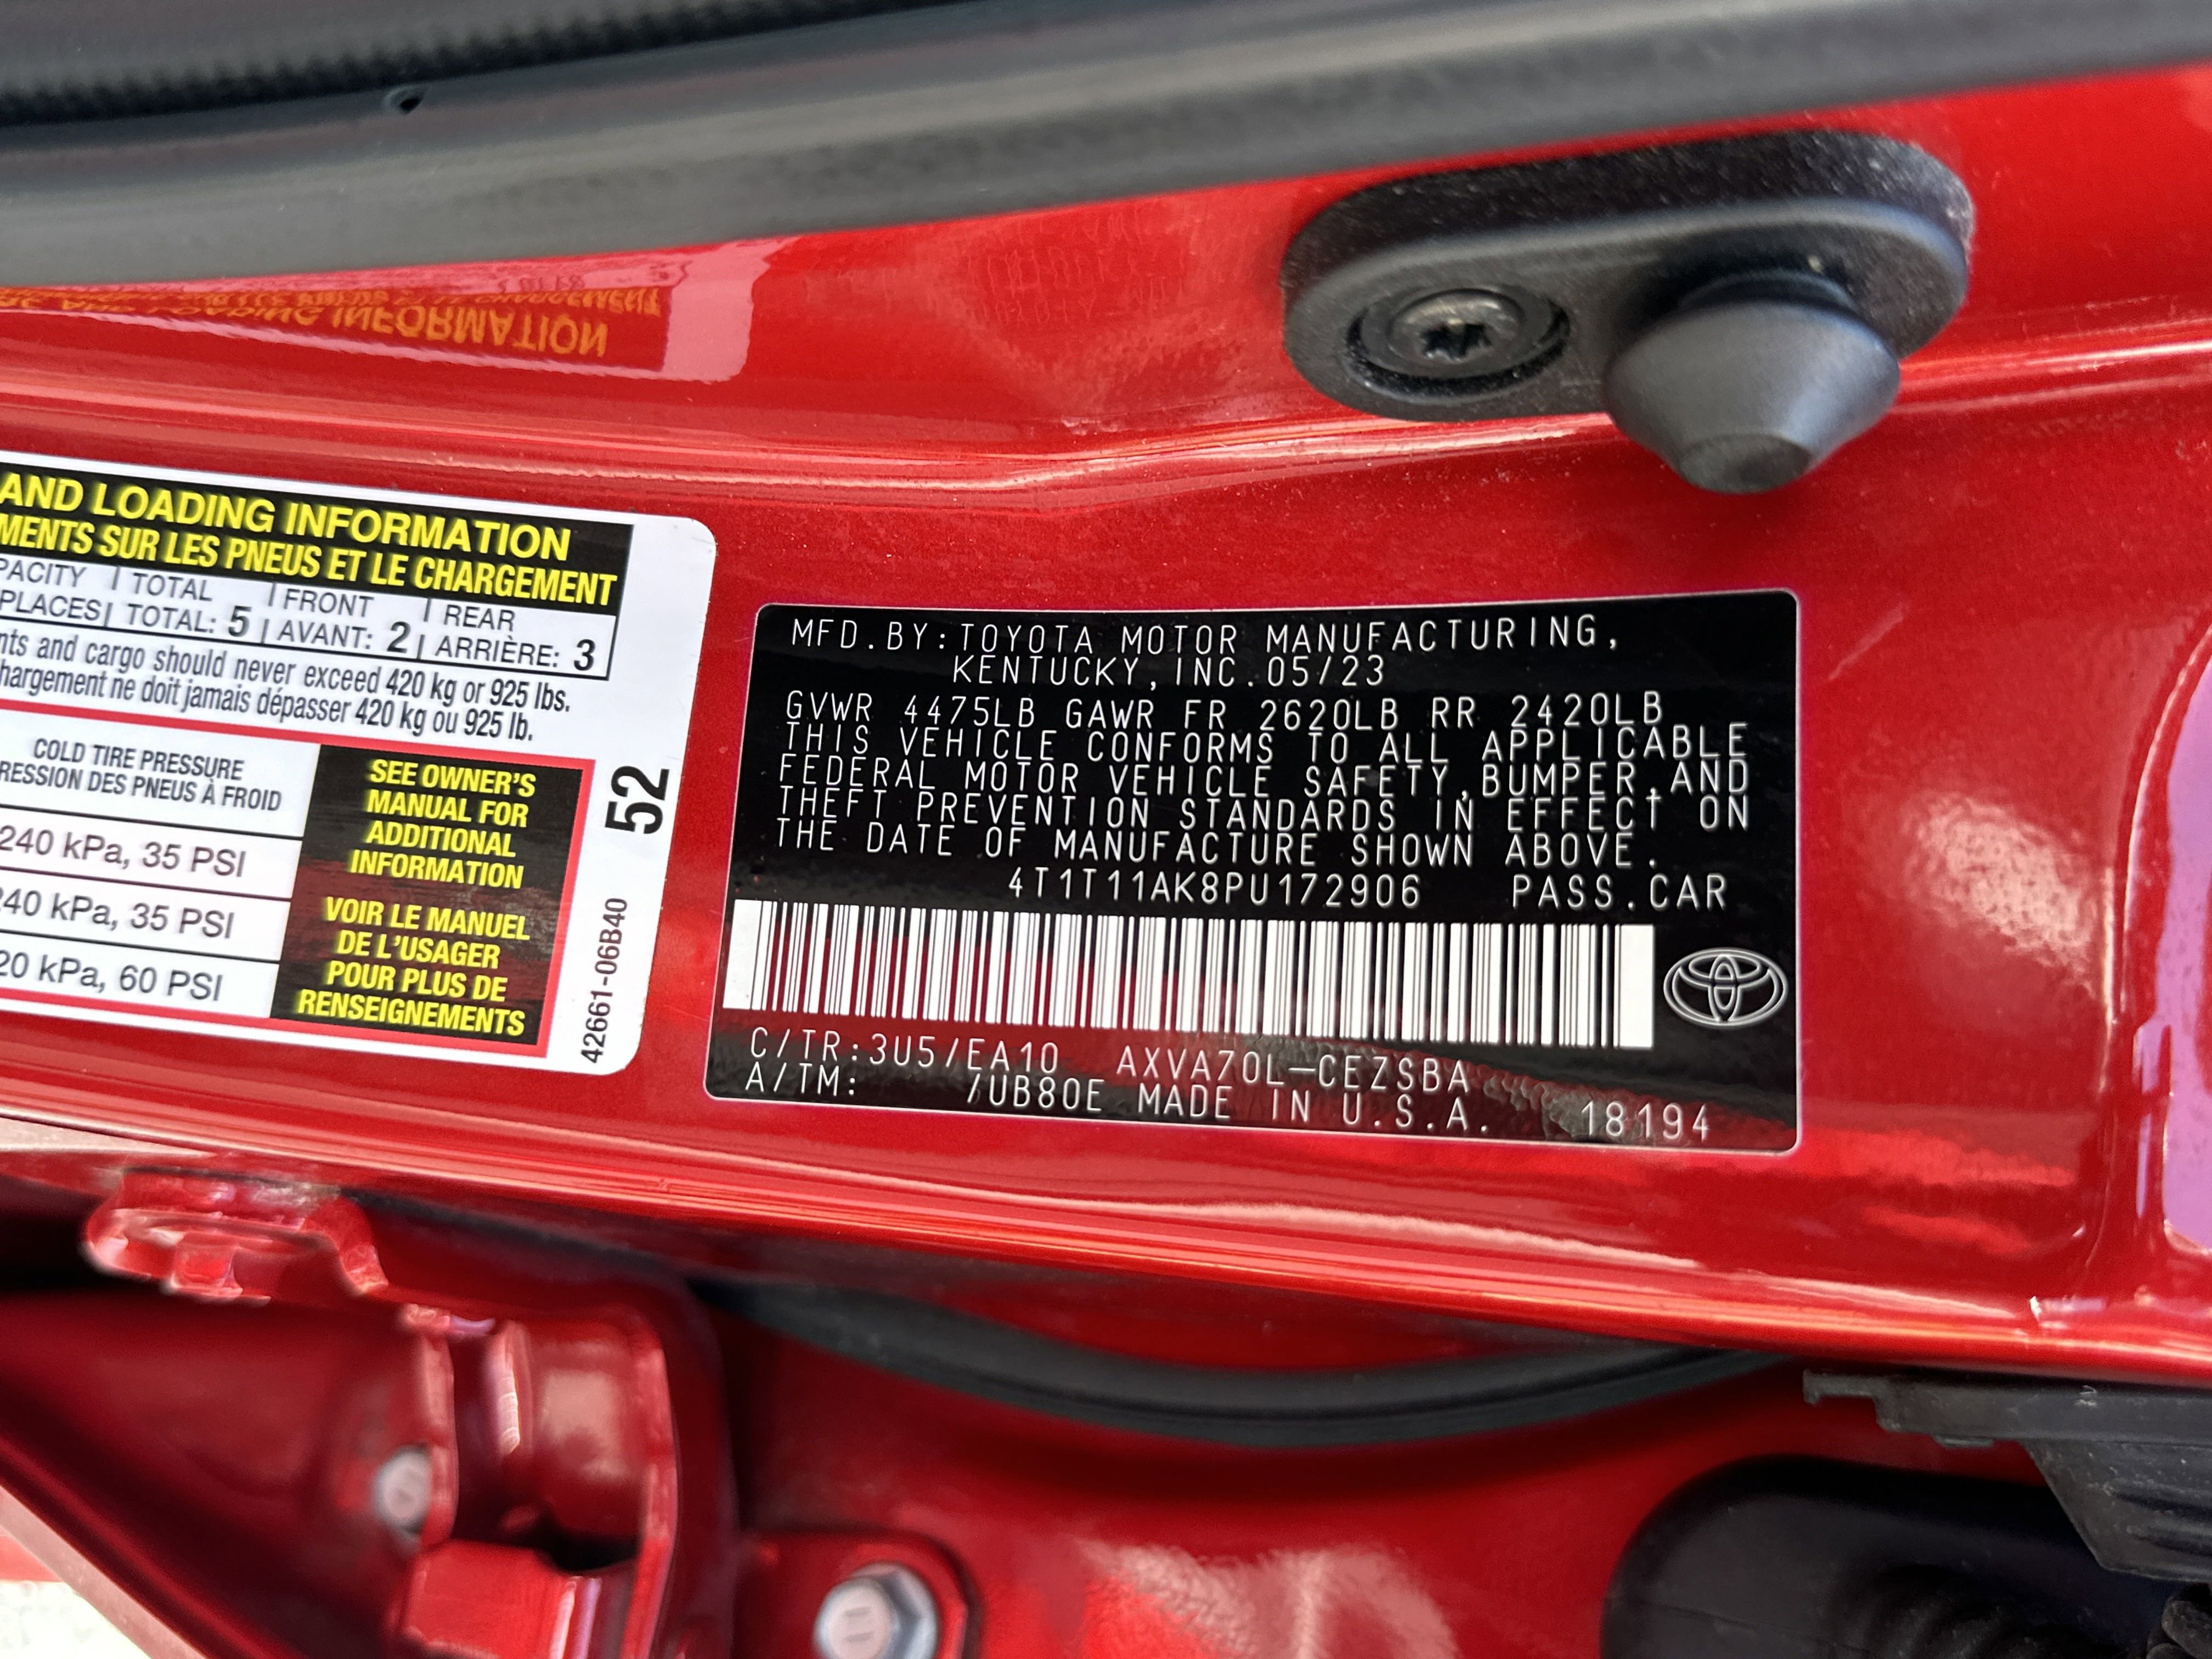 AND LOADING INFORMATION
MENTS SUR LES PNEUS ET LE CHARGEMENT
PACITY | TOTAL | FRONT | REAR
PLACES| TOTAL: 5 | AVANT: 2 | ARRIÈRE: 3
nts and cargo should never exceed 420 kg or 925 lbs.
hargement ne doit jamais dépasser 420 kg ou 925 lb.
COLD TIRE PRESSURE
RESSION DES PNEUS À FROID
240 kPa, 35 PSI
240 kPa, 35 PSI
20 kPa, 60 PSI
SEE OWNER'S
MANUAL FOR
ADDITIONAL
INFORMATION
VOIR LE MANUEL
DE L'USAGER
POUR PLUS DE
RENSEIGNEMENTS
52
42661-06B40
MFD.BY:TOYOTA MOTOR MANUFACTURING,
KENTUCKY,INC.05/23
GVWR 4475LB GAWR FR 2620LB RR 2420LB
THIS VEHICLE CONFORMS TO ALL APPLICABLE
FEDERAL MOTOR VEHICLE SAFETY,BUMPER,AND
THEFT PREVENTION STANDARDS IN EFFECT ON
THE DATE OF MANUFACTURE SHOWN ABOVE.
4T1T11AK8PU172906 PASS.CAR
C/TR:3U5/EA10 AXVA70L-CEZSBA
A/TM: /UB80E MADE IN U.S.A. 18194